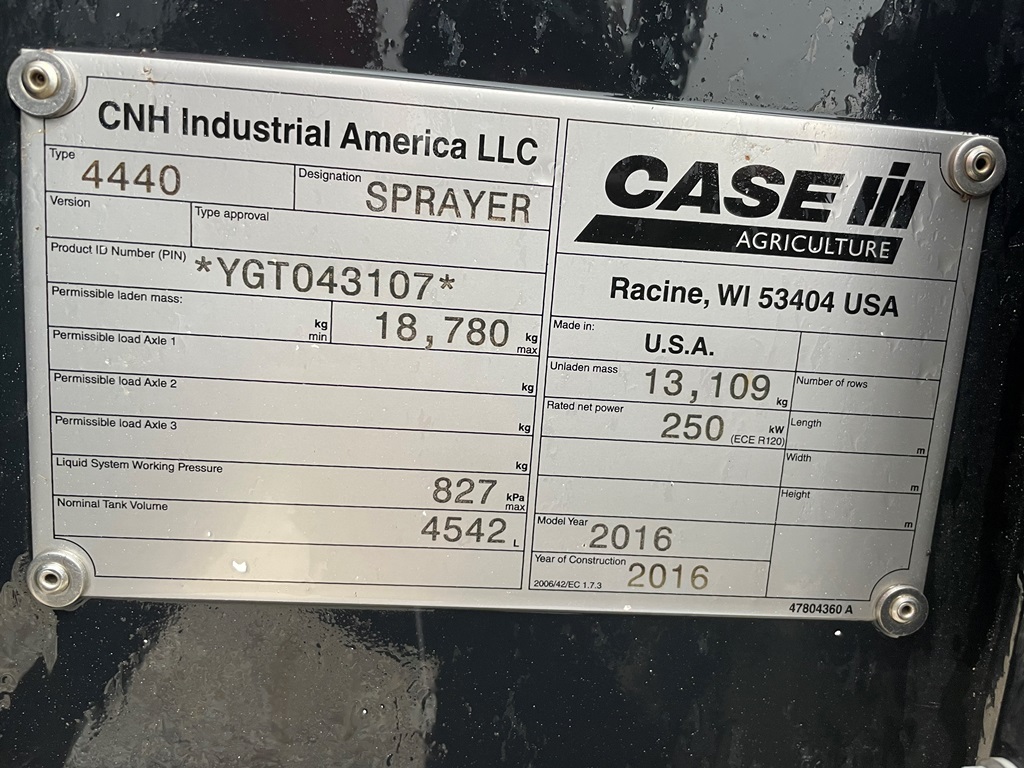 CNH Industrial America LLC
Type 4440
Designation SPRAYER
Version
Type approval
Product ID Number (PIN) *YGT043107*
Permissible laden mass:
kg min
18,780 kg max
Permissible load Axle 1
kg
Permissible load Axle 2
kg
Permissible load Axle 3
kg
Liquid System Working Pressure
827 kPa max
Nominal Tank Volume
4542 L
CASE IH
AGRICULTURE
Racine, WI 53404 USA
Made in:
U.S.A.
Unladen mass 13,109 kg
Number of rows
Rated net power
250 kW (ECE R120)
Length
m
Width
m
Height
m
Model Year 2016
Year of Construction 2016
2006/42/EC 1.7.3
47804360 A